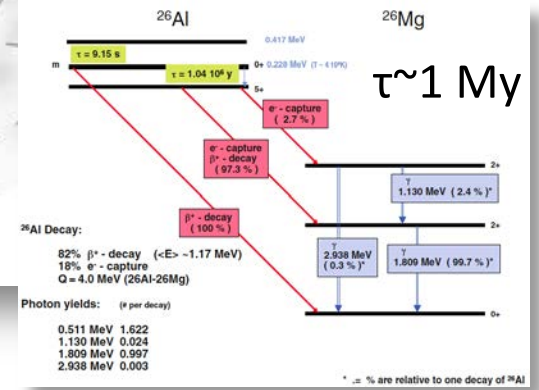 ²⁶Al
²⁶Mg
0.417 MeV
τ = 9.15 s
m
0+ 0.228 MeV (T ~ 4 10⁸K)
τ = 1.04 10⁶ y
5+
τ~1 My
e⁻ - capture
( 2.7 % )
e⁻ - capture
β⁺ - decay
( 97.3 % )
2+
γ
1.130 MeV ( 2.4 % )*
β⁺ - decay
( 100 % )
2+
²⁶Al Decay:
82% β⁺ - decay (<E> ~1.17 MeV)
18% e⁻ - capture
Q = 4.0 MeV (26Al-26Mg)
γ
2.938 MeV
( 0.3 % )*
γ
1.809 MeV ( 99.7 % )*
Photon yields: (# per decay)
0.511 MeV 1.622
1.130 MeV 0.024
1.809 MeV 0.997
2.938 MeV 0.003
0+
* .= % are relative to one decay of ²⁶Al